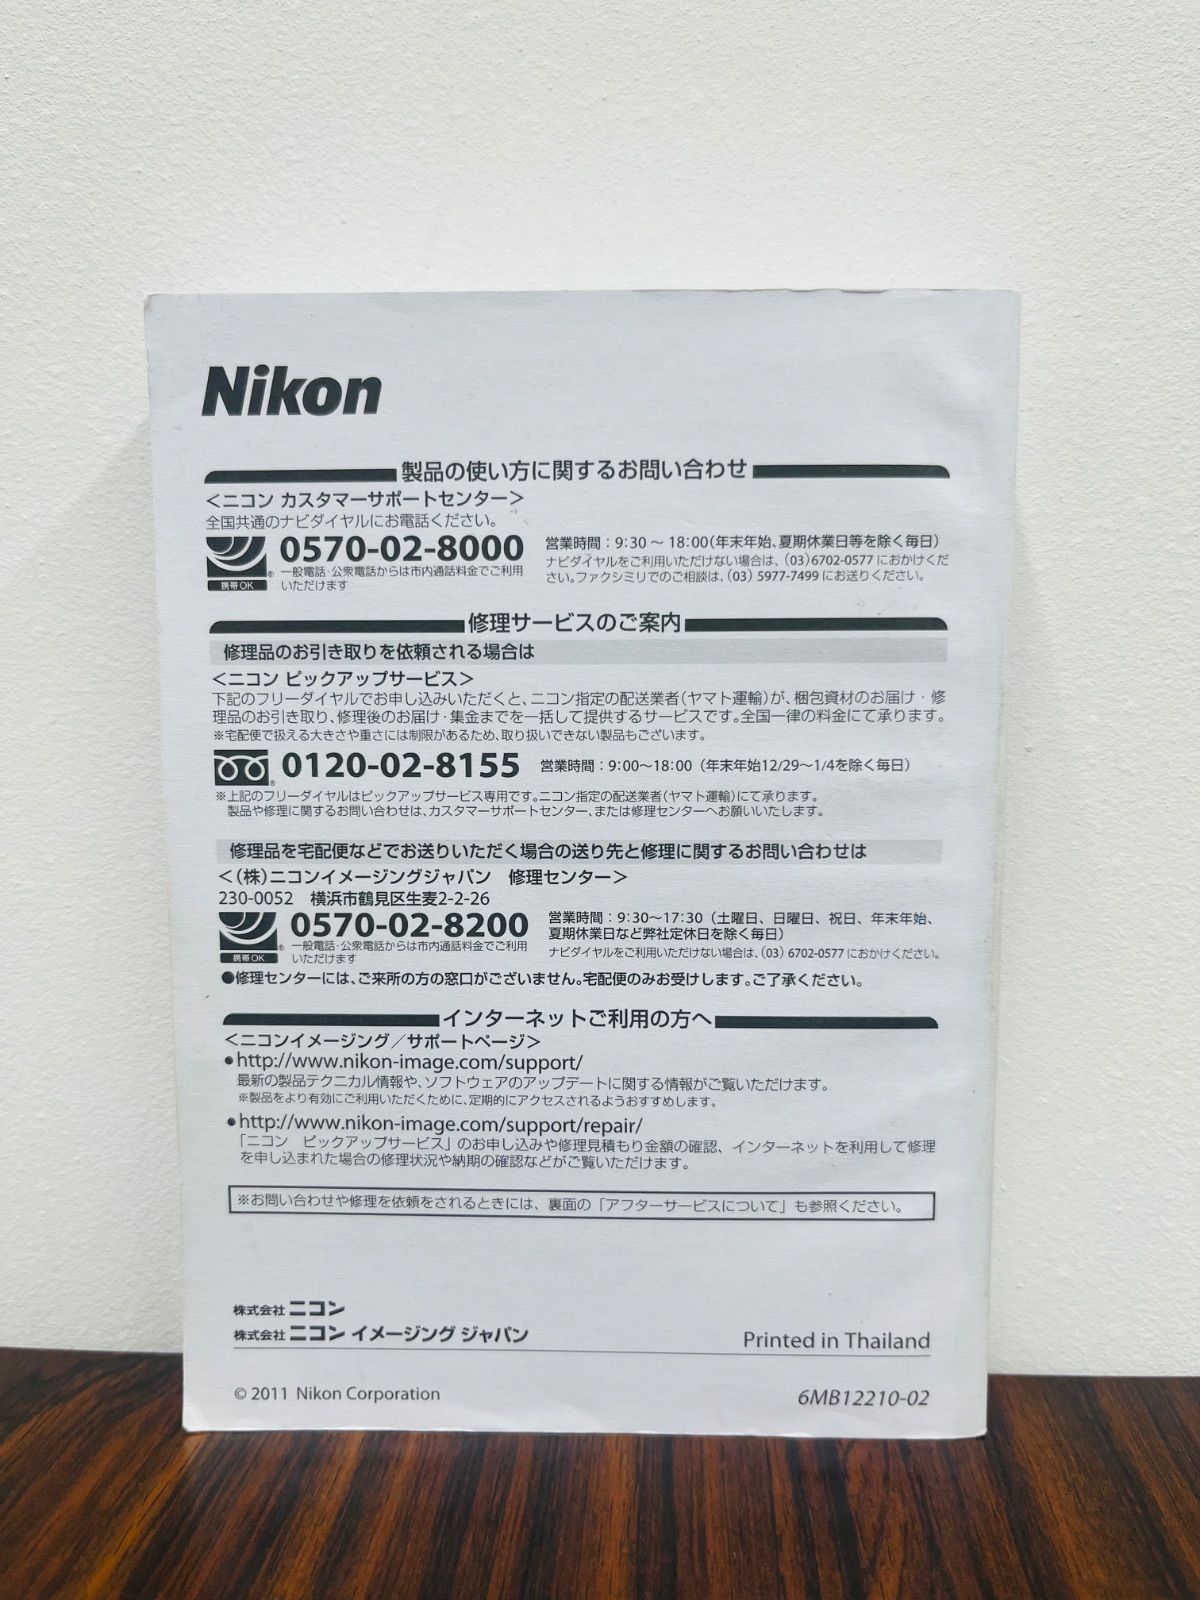 Nikon
製品の使い方に関するお問い合わせ
<ニコン カスタマーサポートセンター>
全国共通のナビダイヤルにお電話ください。
0570-02-8000
営業時間：9:30～18:00(年末年始、夏期休業日等を除く毎日)
ナビダイヤルをご利用いただけない場合は、(03)6702-0577 におかけくだ
さい。ファクシミリでのご相談は、(03) 5977-7499 にお送りください。
携帯OK
一般電話・公衆電話からは市内通話料金でご利用
いただけます
修理サービスのご案内
修理品のお引き取りを依頼される場合は
<ニコン ピックアップサービス>
下記のフリーダイヤルでお申し込みいただくと、ニコン指定の配送業者(ヤマト運輸)が、梱包資材のお届け・修
理品のお引き取り、修理後のお届け・集金までを一括して提供するサービスです。全国一律の料金にて承ります。
※宅配便で扱える大きさや重さには制限があるため、取り扱いできない製品もございます。
0120-02-8155
営業時間：9:00～18:00（年末年始12/29～1/4を除く毎日）
※上記のフリーダイヤルはピックアップサービス専用です。ニコン指定の配送業者(ヤマト運輸)にて承ります。
製品や修理に関するお問い合わせは、カスタマーサポートセンター、または修理センターへお願いいたします。
修理品を宅配便などでお送りいただく場合の送り先と修理に関するお問い合わせは
<(株)ニコンイメージングジャパン 修理センター>
230-0052 横浜市鶴見区生麦2-2-26
0570-02-8200
営業時間：9:30～17:30（土曜日、日曜日、祝日、年末年始、
夏期休業日など弊社定休日を除く毎日）
携帯OK
一般電話・公衆電話からは市内通話料金でご利用
いただけます
ナビダイヤルをご利用いただけない場合は、(03) 6702-0577 におかけください。
●修理センターには、ご来所の方の窓口がございません。宅配便のみお受けします。ご了承ください。
インターネットご利用の方へ
<ニコンイメージング／サポートページ>
●http://www.nikon-image.com/support/
最新の製品テクニカル情報や、ソフトウェアのアップデートに関する情報がご覧いただけます。
※製品をより有効にご利用いただくために、定期的にアクセスされるようおすすめします。
●http://www.nikon-image.com/support/repair/
「ニコン ピックアップサービス」のお申し込みや修理見積もり金額の確認、インターネットを利用して修理
を申し込まれた場合の修理状況や納期の確認などがご覧いただけます。
※お問い合わせや修理を依頼をされるときには、裏面の「アフターサービスについて」も参照ください。
株式会社 ニコン
株式会社 ニコン イメージング ジャパン
Printed in Thailand
© 2011 Nikon Corporation
6MB12210-02